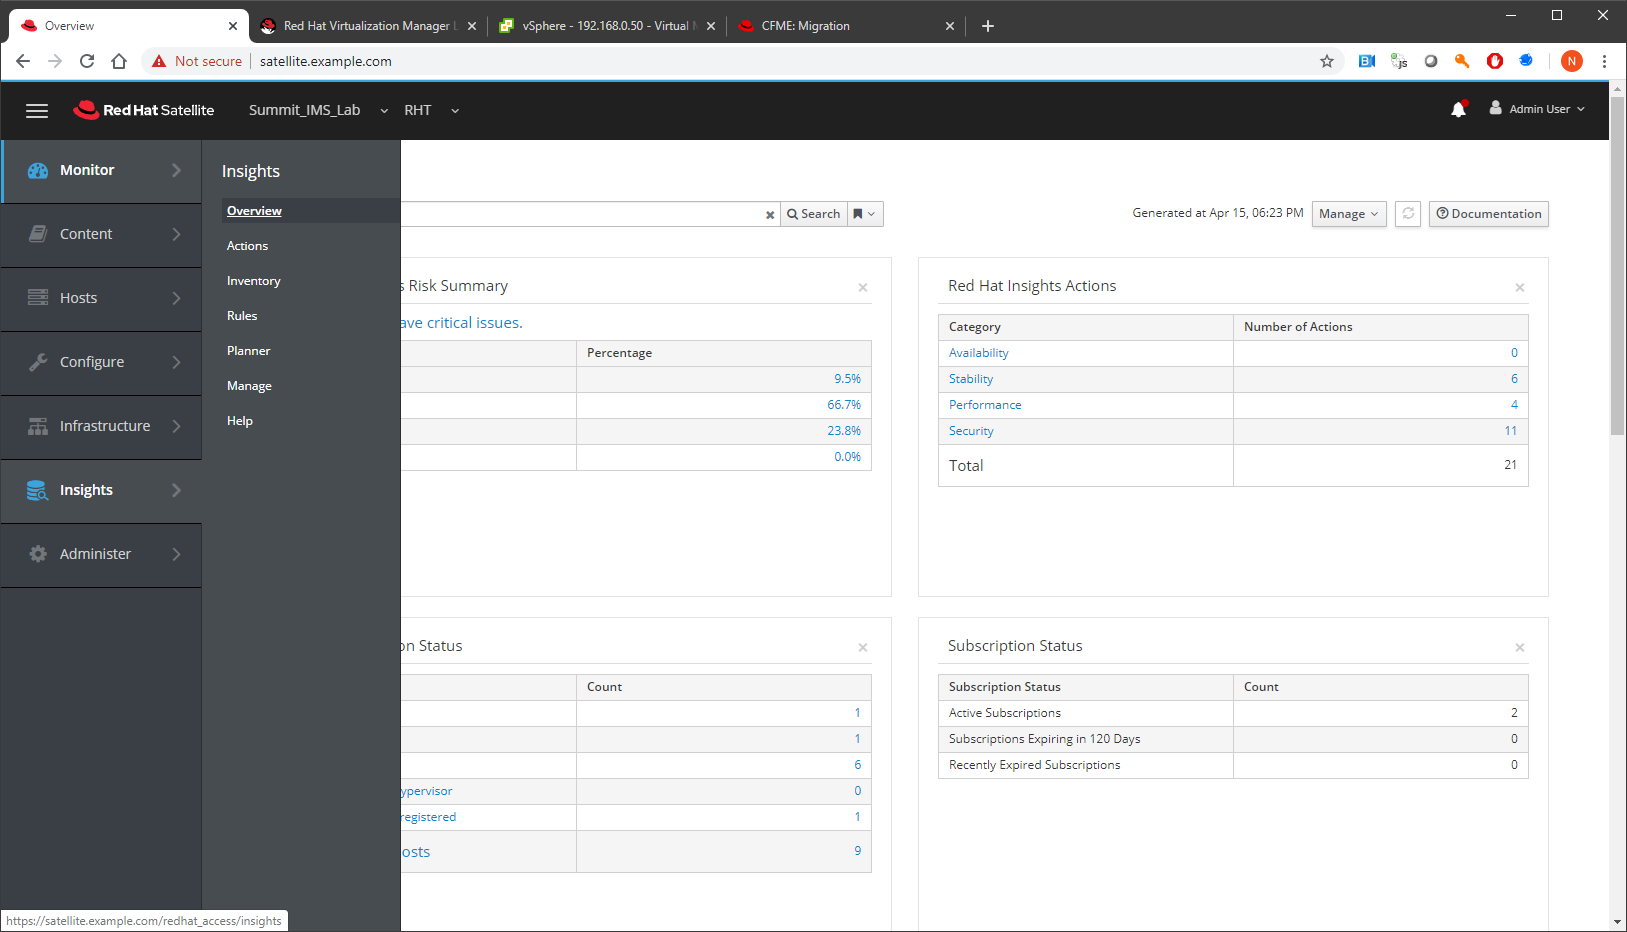 Overview
Red Hat Virtualization Manager
vSphere - 192.168.0.50 - Virtual
CFME: Migration
Not secure
satellite.example.com
N
Red Hat Satellite
Summit_IMS_Lab
RHT
Admin User
Monitor
Content
Hosts
Configure
Infrastructure
Insights
Administer
Insights
Overview
Actions
Inventory
Rules
Planner
Manage
Help
Search
Generated at Apr 15, 06:23 PM
Manage
Documentation
s Risk Summary
ave critical issues.
Percentage
9.5%
66.7%
23.8%
0.0%
Red Hat Insights Actions
Category Number of Actions
Availability 0
Stability 6
Performance 4
Security 11
Total 21
on Status
Count
1
1
6
ypervisor 0
registered 1
osts 9
Subscription Status
Subscription Status Count
Active Subscriptions 2
Subscriptions Expiring in 120 Days 0
Recently Expired Subscriptions 0
https://satellite.example.com/redhat_access/insights